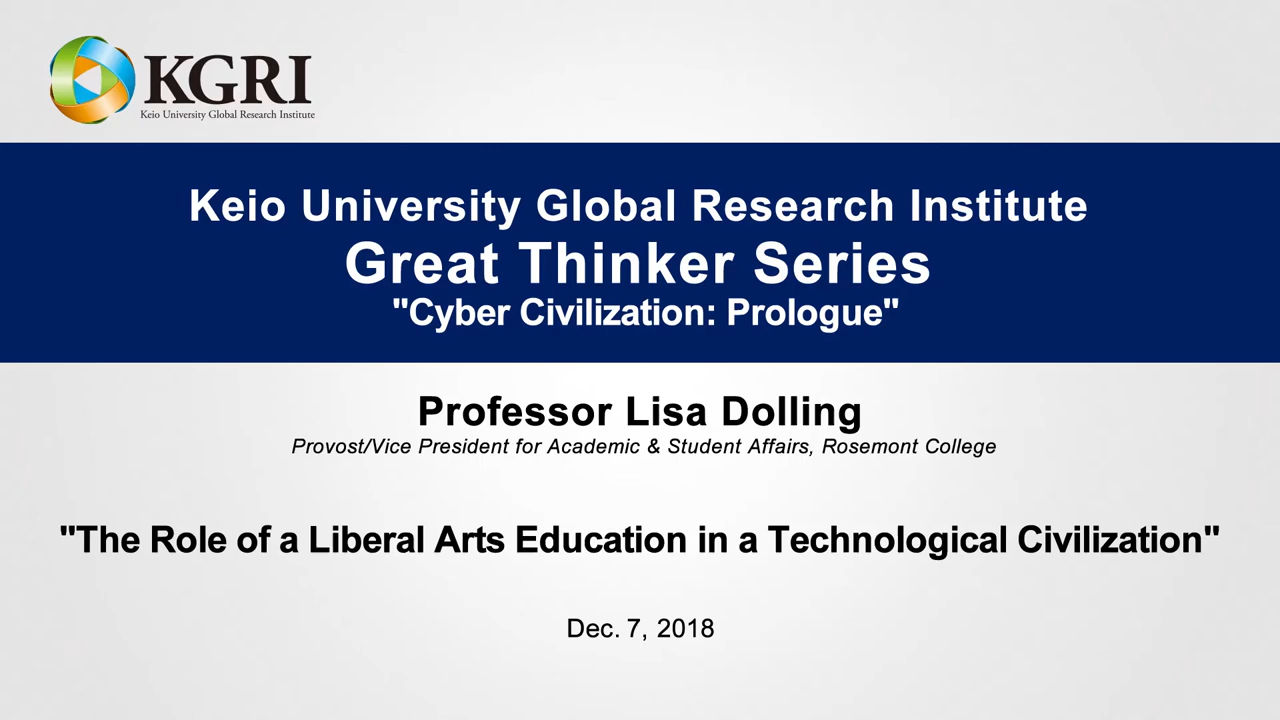 KGRI
Keio University Global Research Institute
Keio University Global Research Institute
Great Thinker Series
"Cyber Civilization: Prologue"
Professor Lisa Dolling
Provost/Vice President for Academic & Student Affairs, Rosemont College
"The Role of a Liberal Arts Education in a Technological Civilization"
Dec. 7, 2018